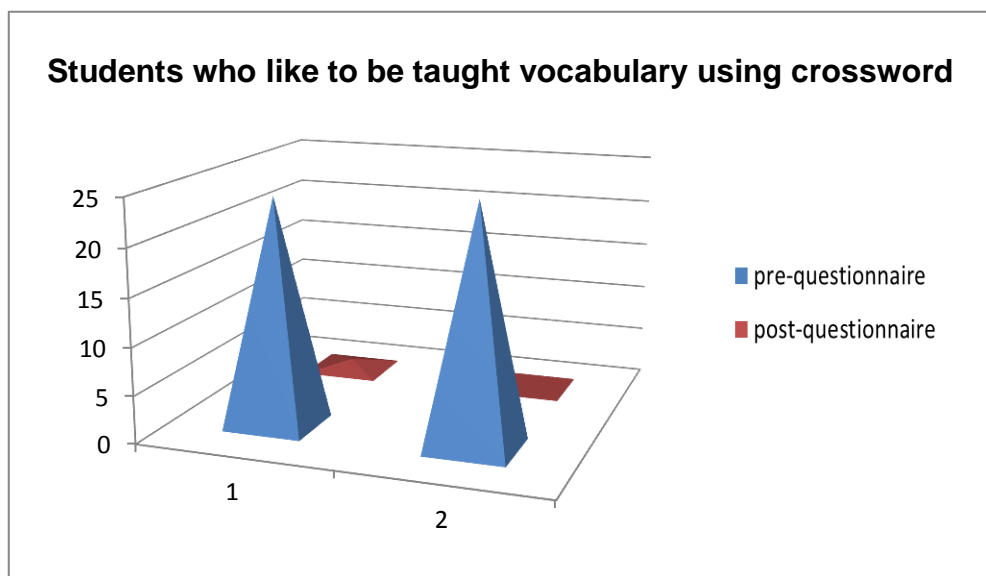 Students who like to be taught vocabulary using crossword
25
20
15
10
5
0
1
2
pre-questionnaire
post-questionnaire